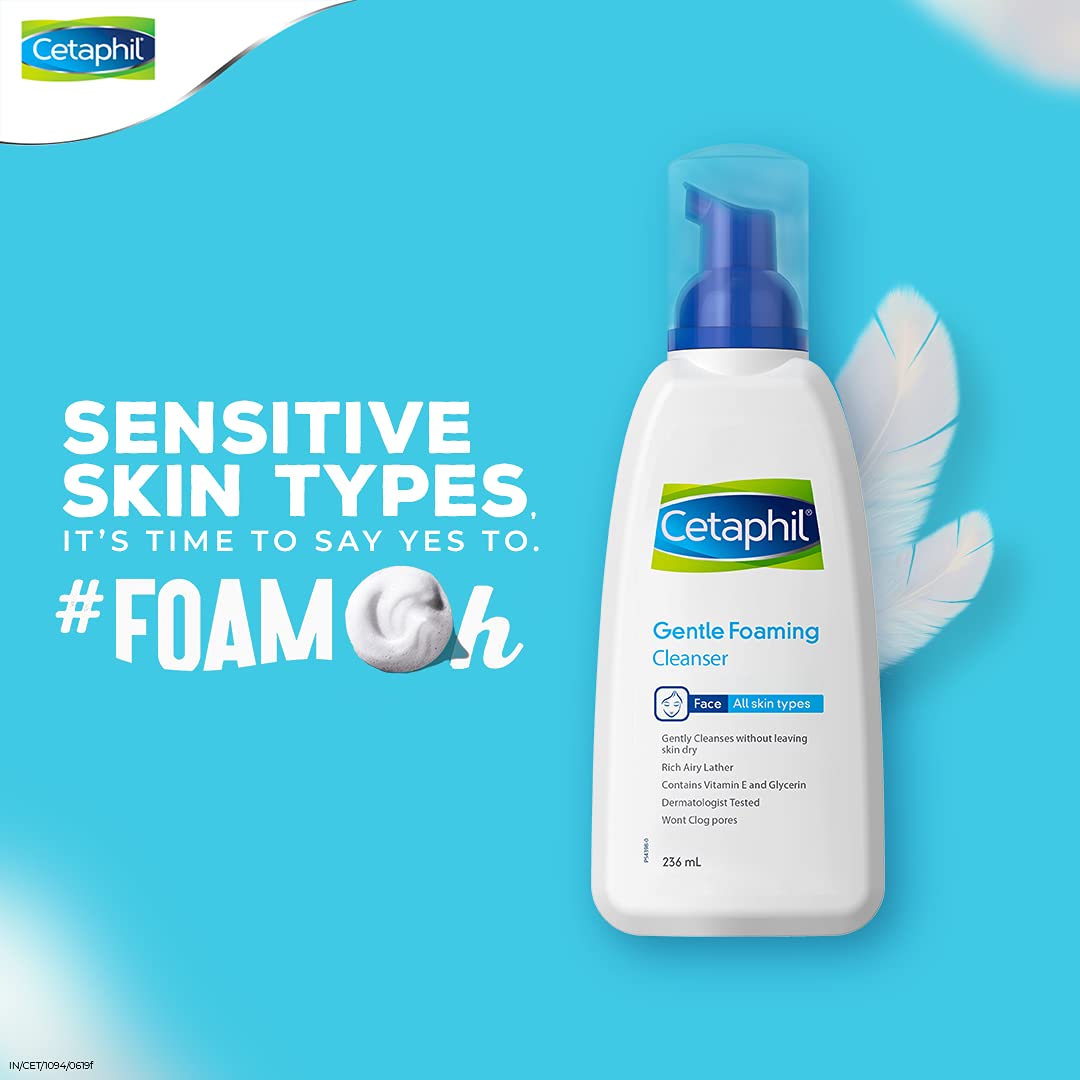 Cetaphil®
SENSITIVE
SKIN TYPES,
IT'S TIME TO SAY YES TO.
#FOAMOh
Cetaphil®
Gentle Foaming
Cleanser
Face All skin types
Gently Cleanses without leaving
skin dry
Rich Airy Lather
Contains Vitamin E and Glycerin
Dermatologist Tested
Wont Clog pores
236 mL
IN/CET/1094/0619f